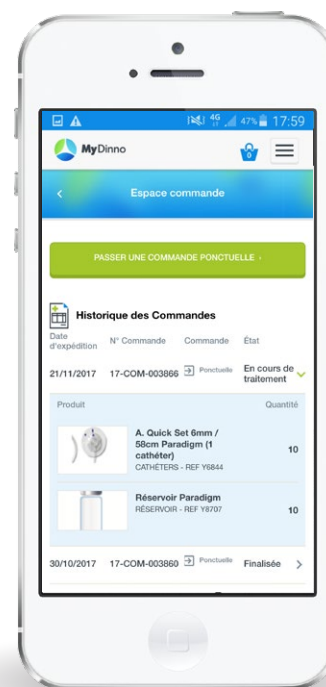 4G 47% 17:59
MyDinno
0
Espace commande
PASSER UNE COMMANDE PONCTUELLE ›
Historique des Commandes
Date d'expédition N° Commande Commande État
21/11/2017 17-COM-003866 Ponctuelle En cours de traitement
Produit Quantité
A. Quick Set 6mm /
58cm Paradigm (1
cathéter)
CATHÉTERS - REF Y6844
10
Réservoir Paradigm
RÉSERVOIR - REF Y8707
10
30/10/2017 17-COM-003860 Ponctuelle Finalisée